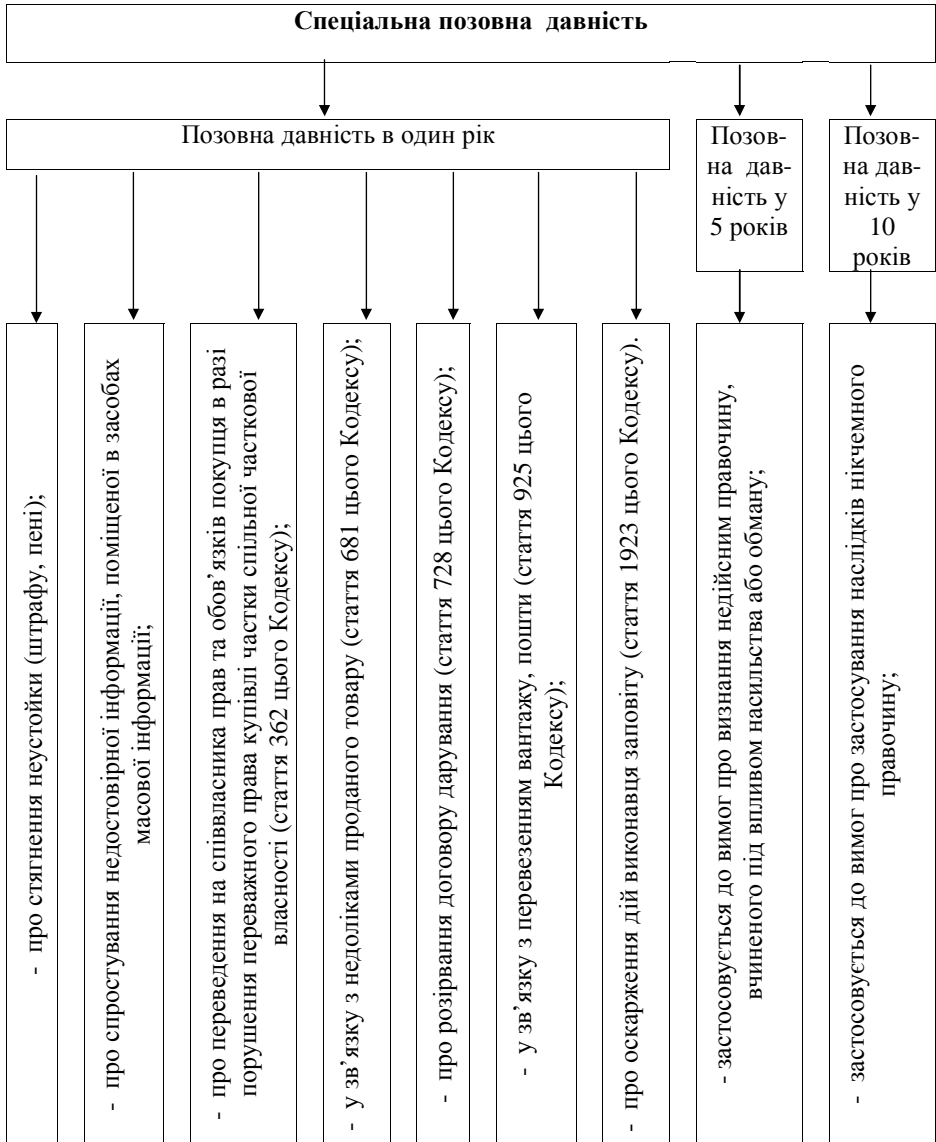 Спеціальна позовна давність
Позовна давність в один рік
Позов-
на дав-
ність у
5 років
Позов-
на дав-
ність у
10
років
- про стягнення неустойки (штрафу, пені);
- про спростування недостовірної інформації, поміщеної в засобах
масової інформації;
- про переведення на співвласника прав та обов’язків покупця в разі
порушення переважного права купівлі частки спільної часткової
власності (стаття 362 цього Кодексу);
- у зв’язку з недоліками проданого товару (стаття 681 цього Кодексу);
- про розірвання договору дарування (стаття 728 цього Кодексу);
- у зв’язку з перевезенням вантажу, пошти (стаття 925 цього
Кодексу);
- про оскарження дій виконавця заповіту (стаття 1923 цього Кодексу).
- застосовується до вимог про визнання недійсним правочину,
вчиненого під впливом насильства або обману;
- застосовується до вимог про застосування наслідків нікчемного
правочину;